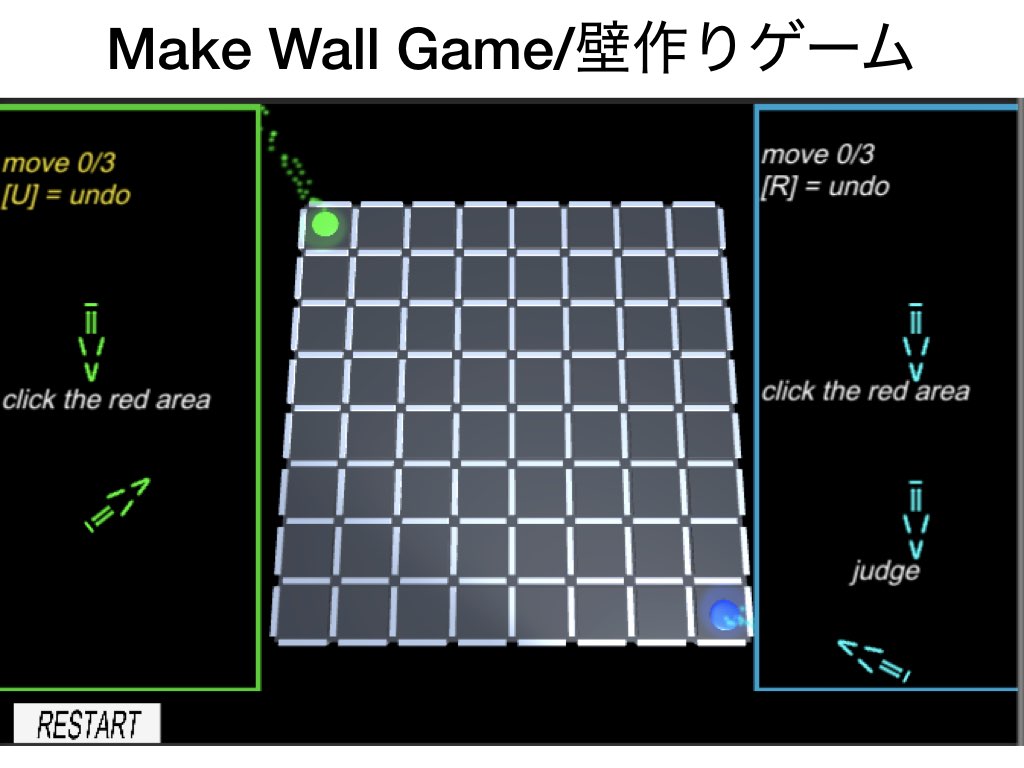 Make Wall Game/壁作りゲーム
move 0/3
[U] = undo
click the red area
move 0/3
[R] = undo
click the red area
judge
RESTART